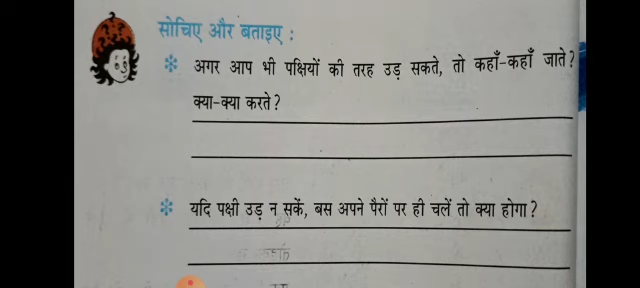 सोचिए और बताइए :
* अगर आप भी पक्षियों की तरह उड़ सकते, तो कहाँ-कहाँ जाते?
क्या-क्या करते?
* यदि पक्षी उड़ न सकें, बस अपने पैरों पर ही चलें तो क्या होगा?